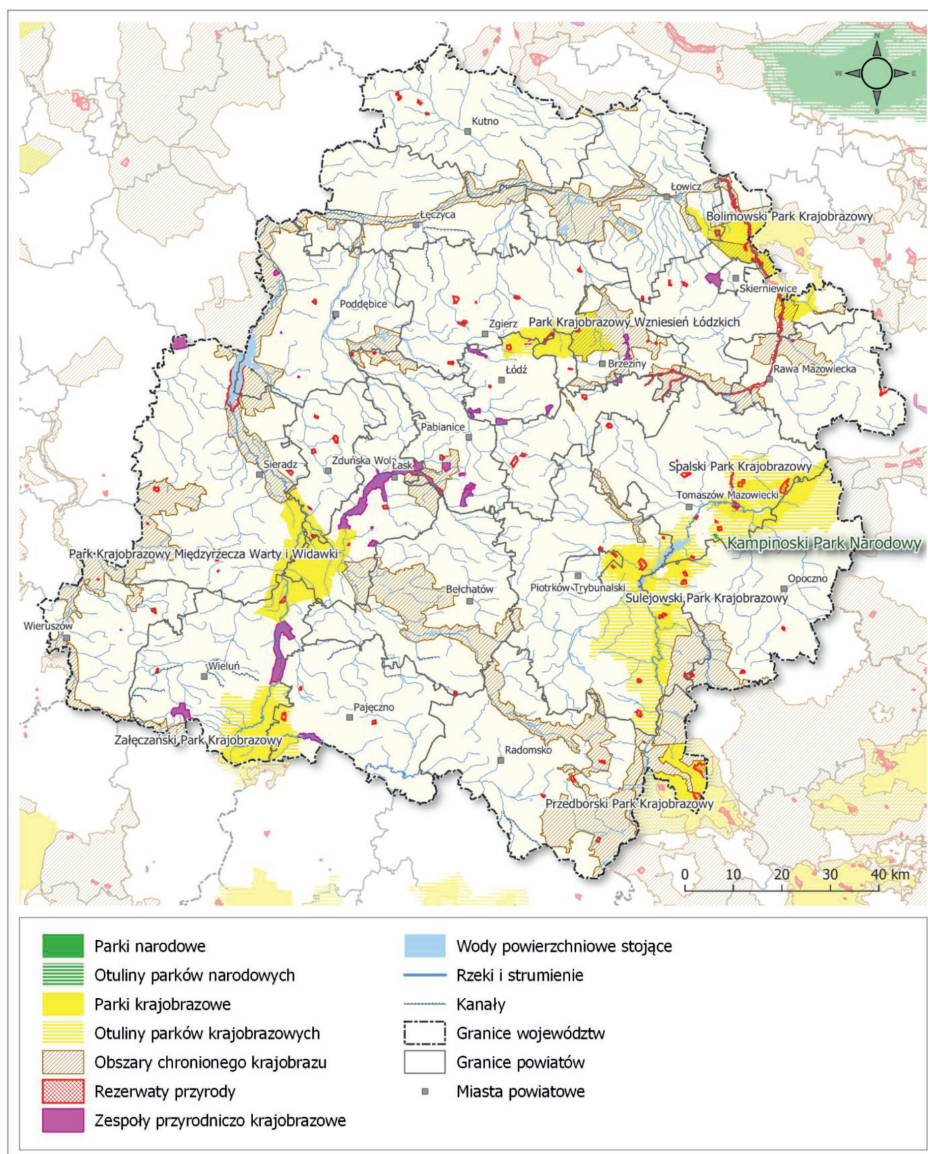 N
W E
S
Kutno
Łowicz
Łęczyca
Bolimowski Park Krajobrazowy
Skierniewice
Poddębice
Zgierz
Park Krajobrazowy Wzniesień Łódzkich
Łódź
Brzeziny
Rawa Mazowiecka
Pabianice
Sieradz
Zduńska Wola
Łask
Spalski Park Krajobrazowy
Tomaszów Mazowiecki
Kampinoski Park Narodowy
Park Krajobrazowy Międzyrzecza Warty i Widawki
Bełchatów
Piotrków Trybunalski
Opoczno
Sulejowski Park Krajobrazowy
Wieruszów
Wieluń
Pajęczno
Załęczański Park Krajobrazowy
Radomsko
Przedborski Park Krajobrazowy
0 10 20 40 km
Parki narodowe
Otuliny parków narodowych
Parki krajobrazowe
Otuliny parków krajobrazowych
Obszary chronionego krajobrazu
Rezerwaty przyrody
Zespoły przyrodniczo krajobrazowe
Wody powierzchniowe stojące
Rzeki i strumienie
Kanały
Granice województw
Granice powiatów
Miasta powiatowe